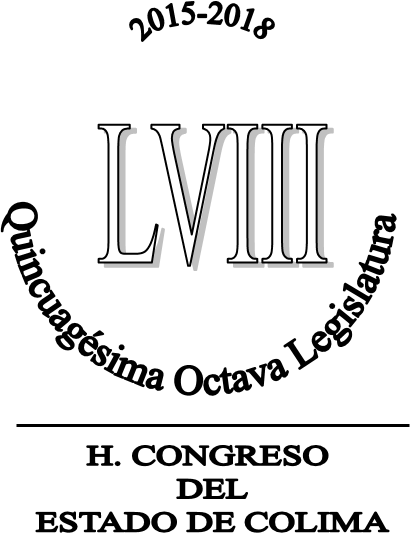 2015-2018
LVIII
Quincuagésima Octava Legislatura
H. CONGRESO
DEL
ESTADO DE COLIMA